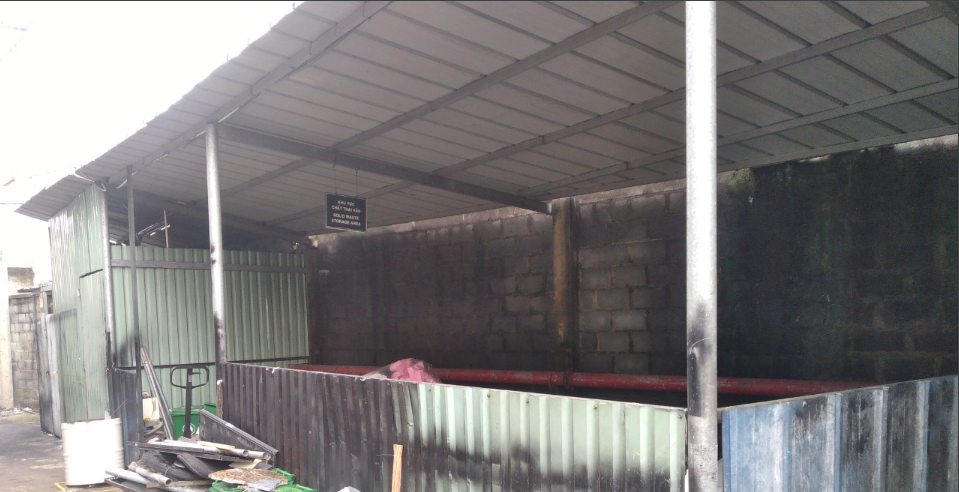 KHU VỰC
CHẤT THẢI RẮN
SOLID WASTE
STORAGE AREA